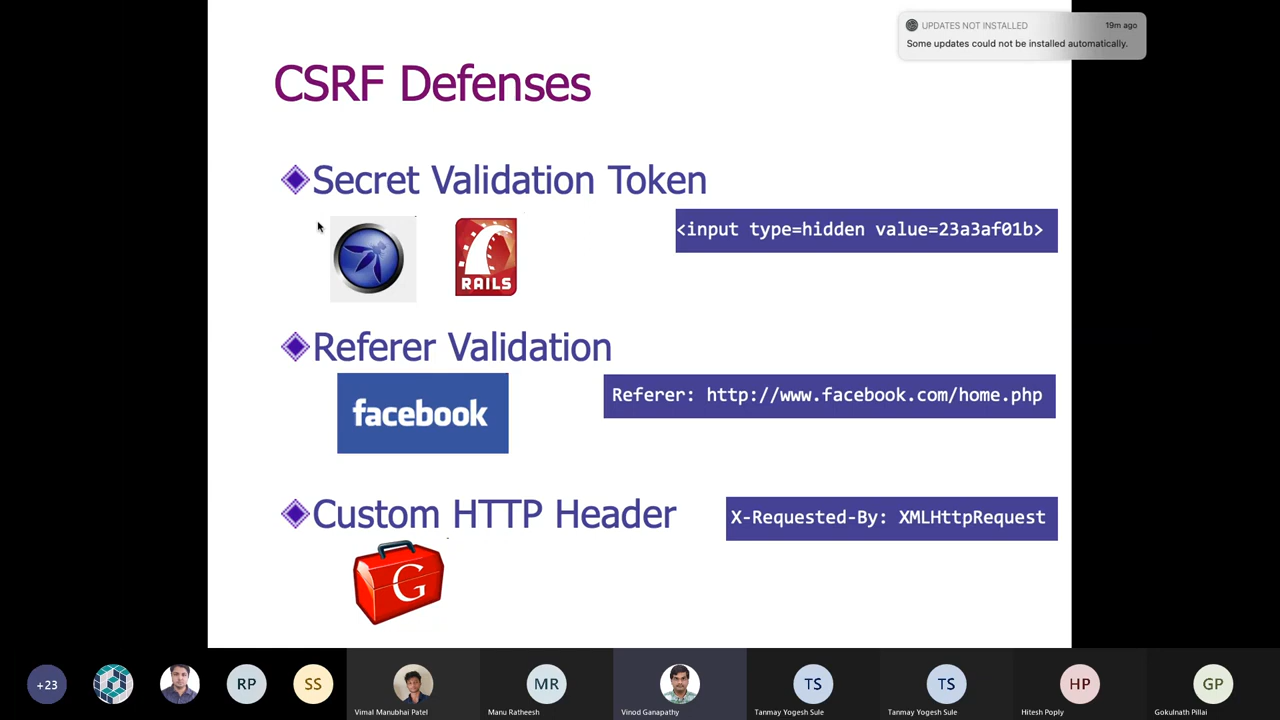 UPDATES NOT INSTALLED
19m ago
Some updates could not be installed automatically.
CSRF Defenses
Secret Validation Token
<input type=hidden value=23a3af01b>
RAILS
Referer Validation
facebook
Referer: http://www.facebook.com/home.php
Custom HTTP Header
X-Requested-By: XMLHttpRequest
G
+23
RP
SS
MR
TS
TS
HP
GP
Vimal Manubhai Patel
Manu Ratheesh
Vinod Ganapathy
Tanmay Yogesh Sule
Tanmay Yogesh Sule
Hitesh Poply
Gokulnath Pillai